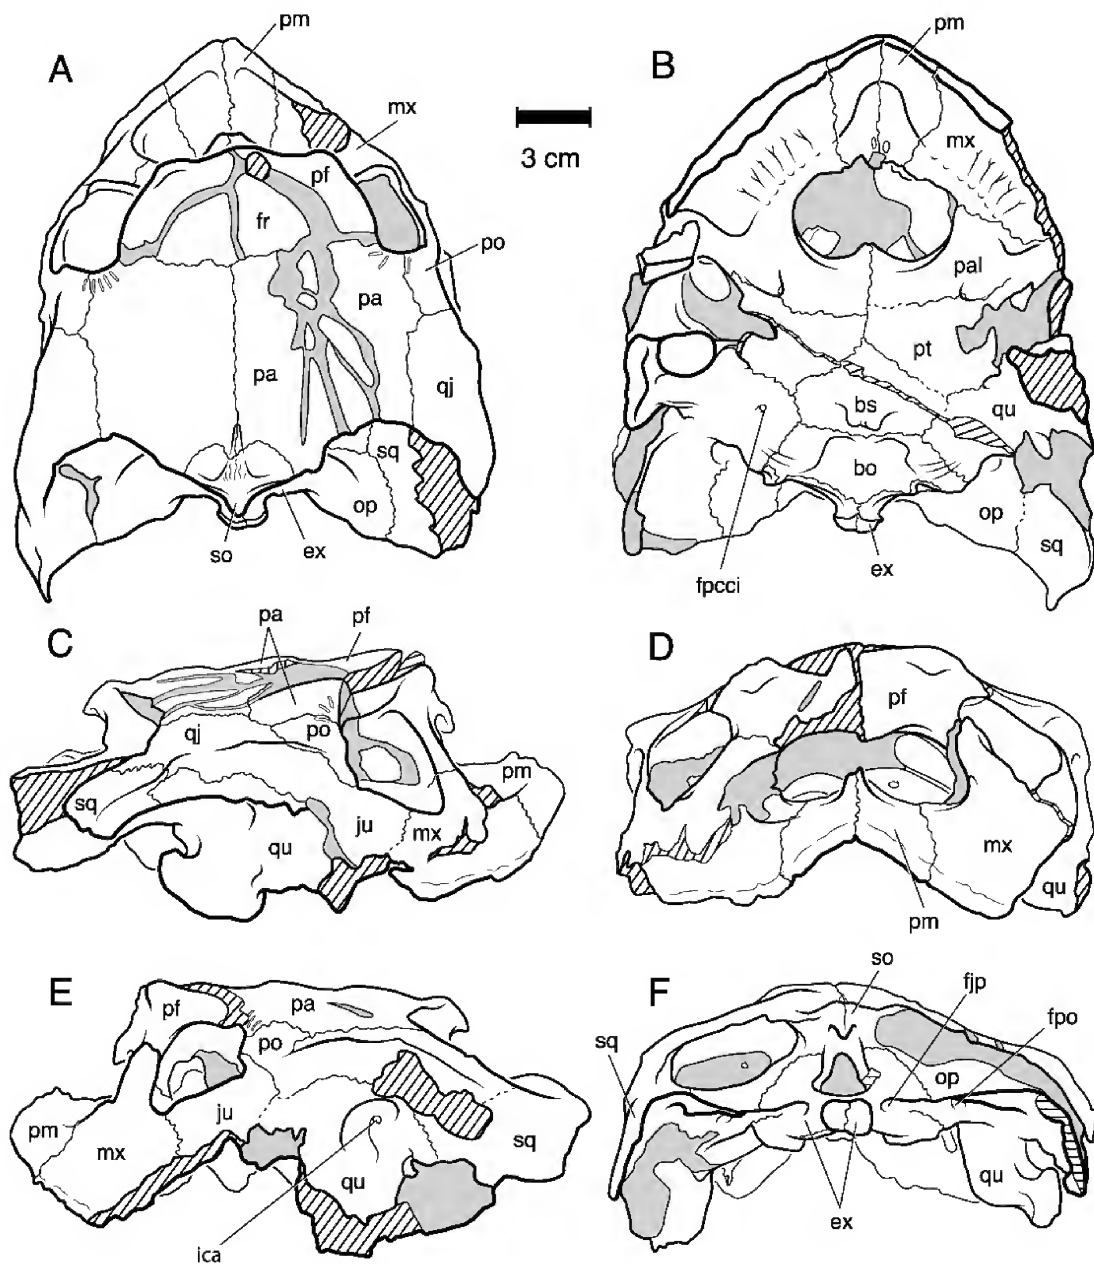 A
pm
mx
pf
fr
po
pa
pa
qj
sq
op
so
ex
3 cm
B
pm
mx
pal
pt
bs
qu
bo
op
sq
ex
fpcci
C
pa
pf
qj
po
pm
sq
ju
mx
qu
D
pf
mx
pm
qu
E
pf
pa
po
ju
pm
mx
sq
qu
ica
F
so
fjp
fpo
sq
op
qu
ex